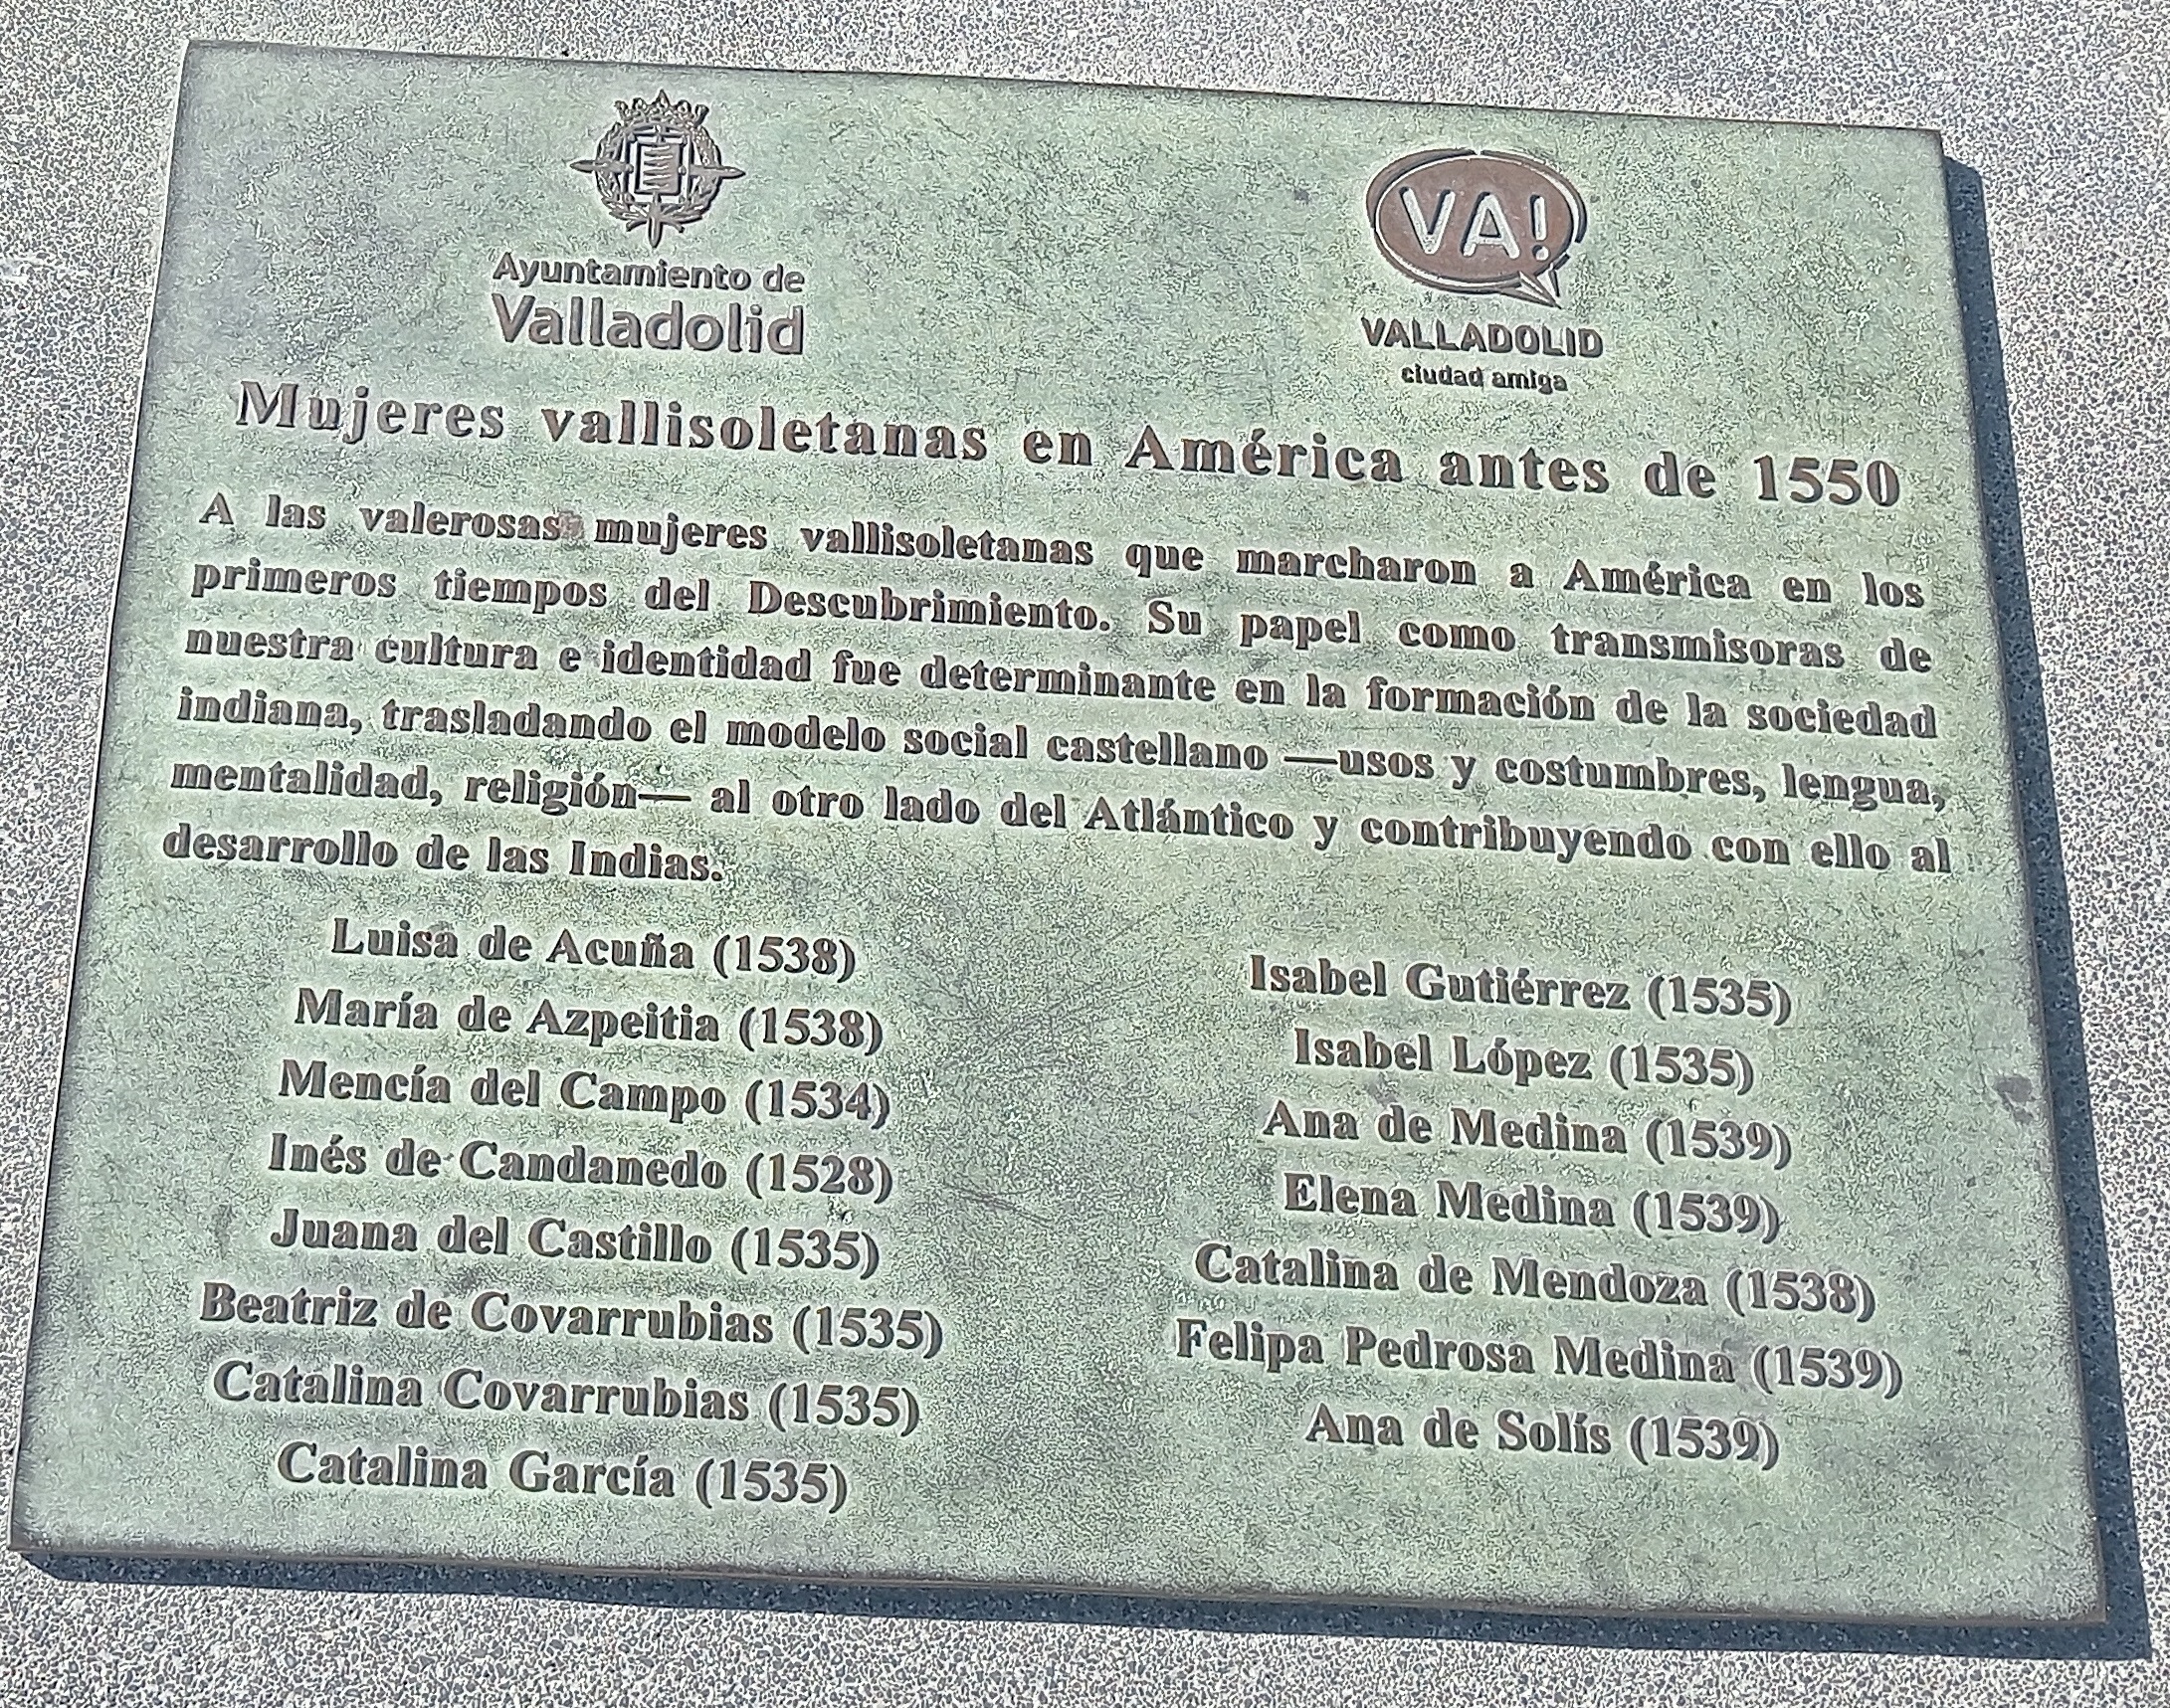 Ayuntamiento de
Valladolid
VA!
VALLADOLID
ciudad amiga
Mujeres vallisoletanas en América antes de 1550
A las valerosas mujeres vallisoletanas que marcharon a América en los
primeros tiempos del Descubrimiento. Su papel como transmisoras de
nuestra cultura e identidad fue determinante en la formación de la sociedad
indiana, trasladando el modelo social castellano —usos y costumbres, lengua,
mentalidad, religión— al otro lado del Atlántico y contribuyendo con ello al
desarrollo de las Indias.
Luisa de Acuña (1538)
María de Azpeitia (1538)
Mencía del Campo (1534)
Inés de Candanedo (1528)
Juana del Castillo (1535)
Beatriz de Covarrubias (1535)
Catalina Covarrubias (1535)
Catalina García (1535)
Isabel Gutiérrez (1535)
Isabel López (1535)
Ana de Medina (1539)
Elena Medina (1539)
Catalina de Mendoza (1538)
Felipa Pedrosa Medina (1539)
Ana de Solís (1539)